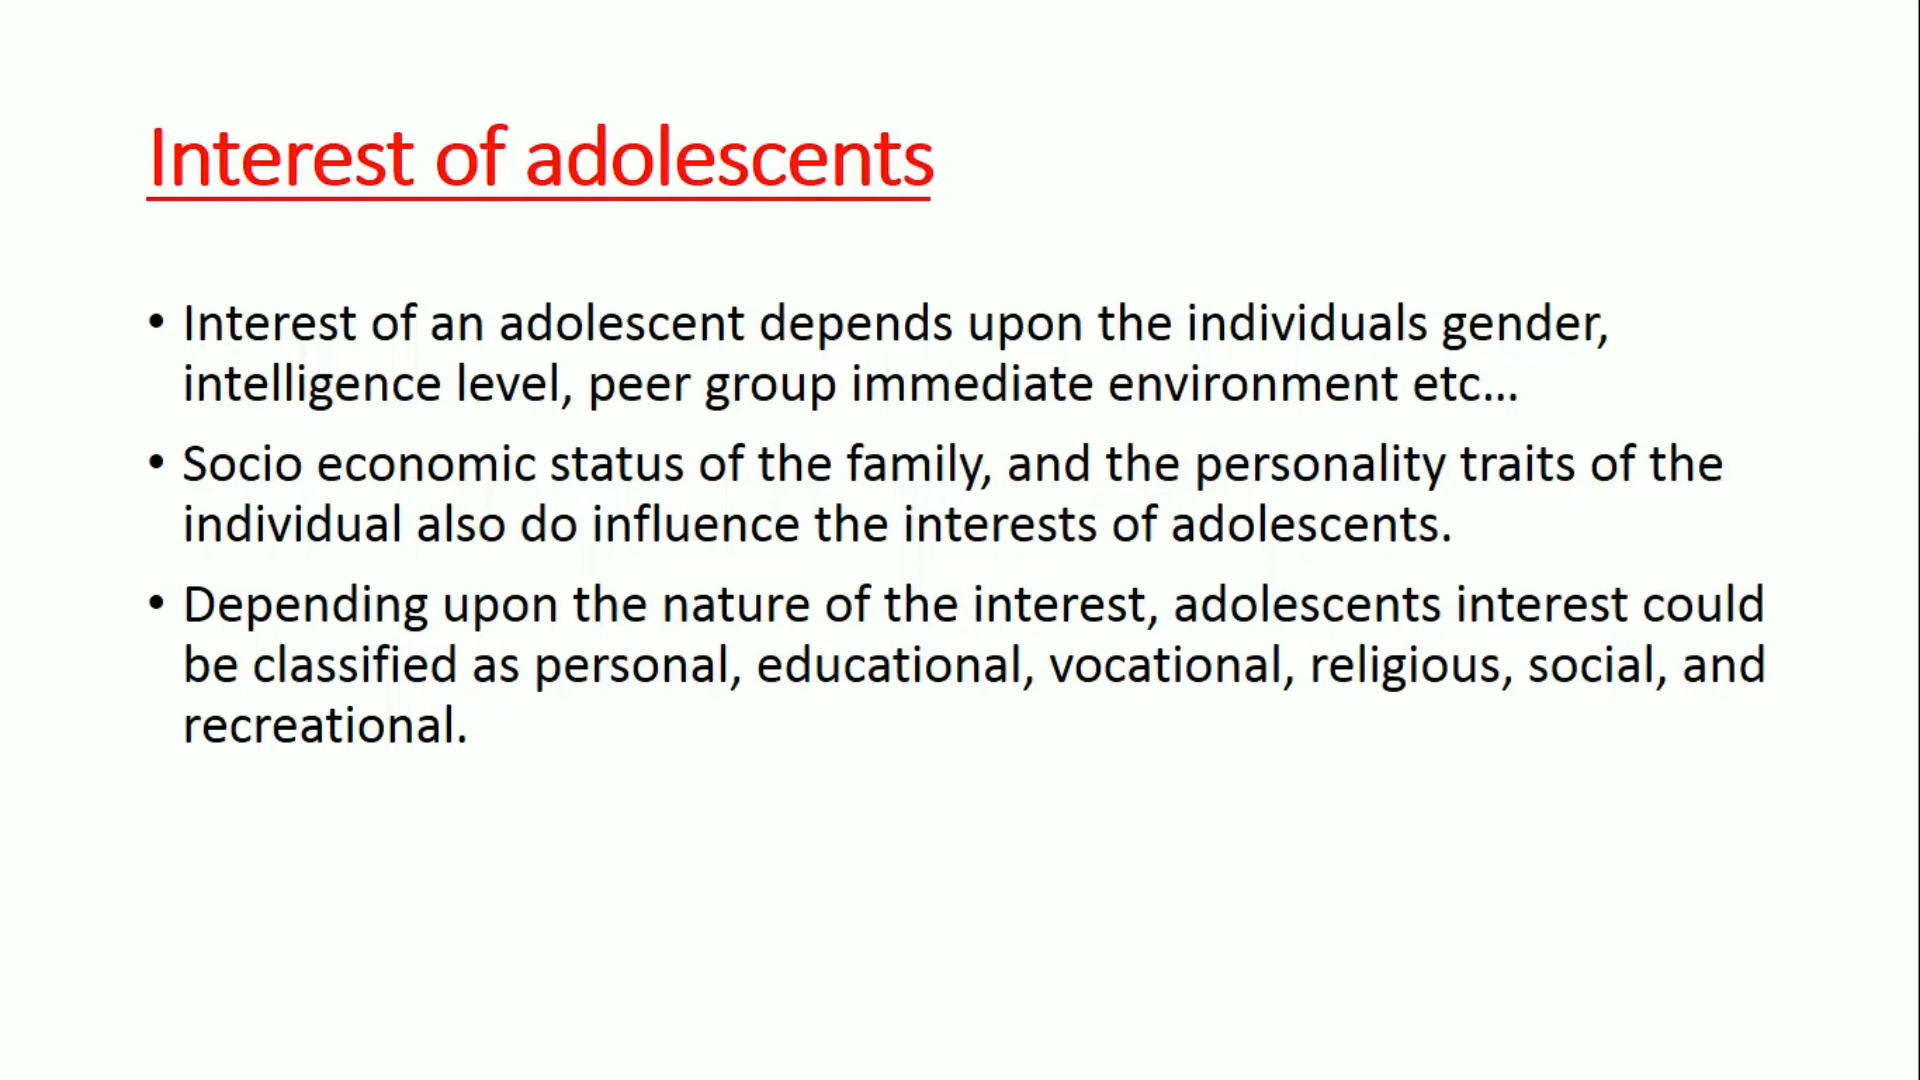 Interest of adolescents
• Interest of an adolescent depends upon the individuals gender,
intelligence level, peer group immediate environment etc...
• Socio economic status of the family, and the personality traits of the
individual also do influence the interests of adolescents.
• Depending upon the nature of the interest, adolescents interest could
be classified as personal, educational, vocational, religious, social, and
recreational.